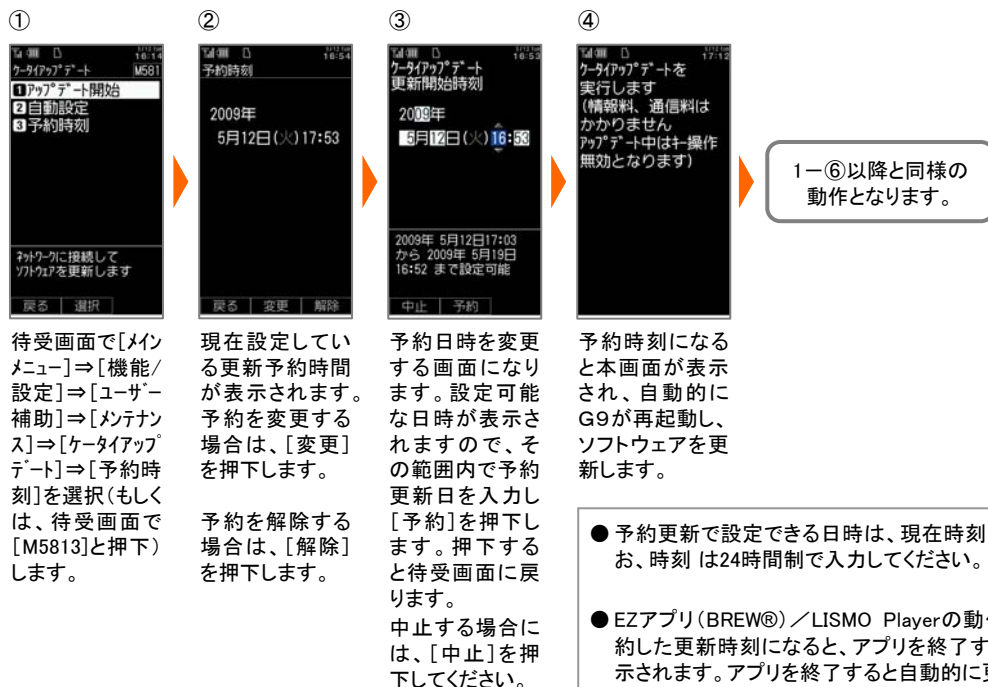 ①
16:14
ケータイアップデート
M581
1アップデート開始
2自動設定
3予約時刻
ネットワークに接続して
ソフトウェアを更新します
戻る 選択
待受画面で[メイン
メニュー]⇒[機能/
設定]⇒[ユーザー
補助]⇒[メンテナン
ス]⇒[ケータイアップ
デート]⇒[予約時
刻]を選択(もしく
は、待受画面で
[M5813]と押下)
します。
②
16:54
予約時刻
2009年
5月12日(火)17:53
戻る 変更 解除
現在設定してい
る更新予約時間
が表示されます。
予約を変更する
場合は、[変更]
を押下します。
予約を解除する
場合は、[解除]
を押下します。
③
16:53
ケータイアップデート
更新開始時刻
2009年
5月12日(火)16:53
2009年 5月12日17:03
から 2009年 5月19日
16:52 まで設定可能
中止 予約
予約日時を変更
する画面になり
ます。設定可能
な日時が表示さ
れますので、そ
の範囲内で予約
更新日を入力し
[予約]を押下し
ます。押下する
と待受画面に戻
ります。
中止する場合に
は、[中止]を押
下してください。
④
17:12
ケータイアップデートを
実行します
(情報料、通信料は
かかりません
アップデート中はキー操作
無効となります)
予約時刻になる
と本画面が表示
され、自動的に
G9が再起動し、
ソフトウェアを更
新します。
1-⑥以降と同様の
動作となります。
● 予約更新で設定できる日時は、現在時刻
お、時刻 は24時間制で入力してください。
● EZアプリ(BREW®)/LISMO Playerの動
約した更新時刻になると、アプリを終了す
示されます。アプリを終了すると自動的に